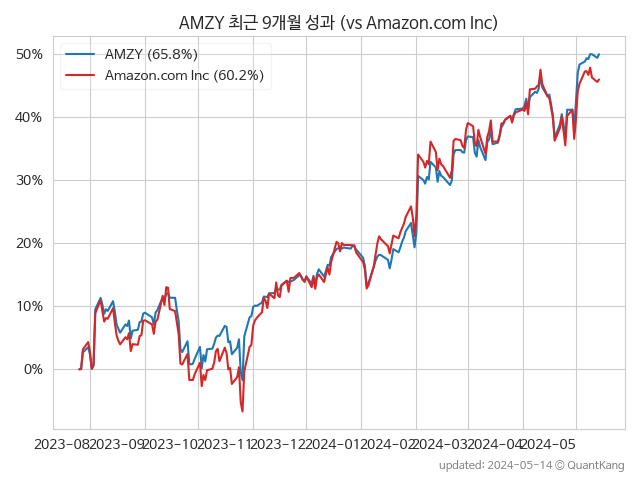 AMZY 최근 9개월 성과 (vs Amazon.com Inc)
AMZY (65.8%)
Amazon.com Inc (60.2%)
50%
40%
30%
20%
10%
0%
2023-08 2023-09 2023-10 2023-11 2023-12 2024-01 2024-02 2024-03 2024-04 2024-05
updated: 2024-05-14 © QuantKang